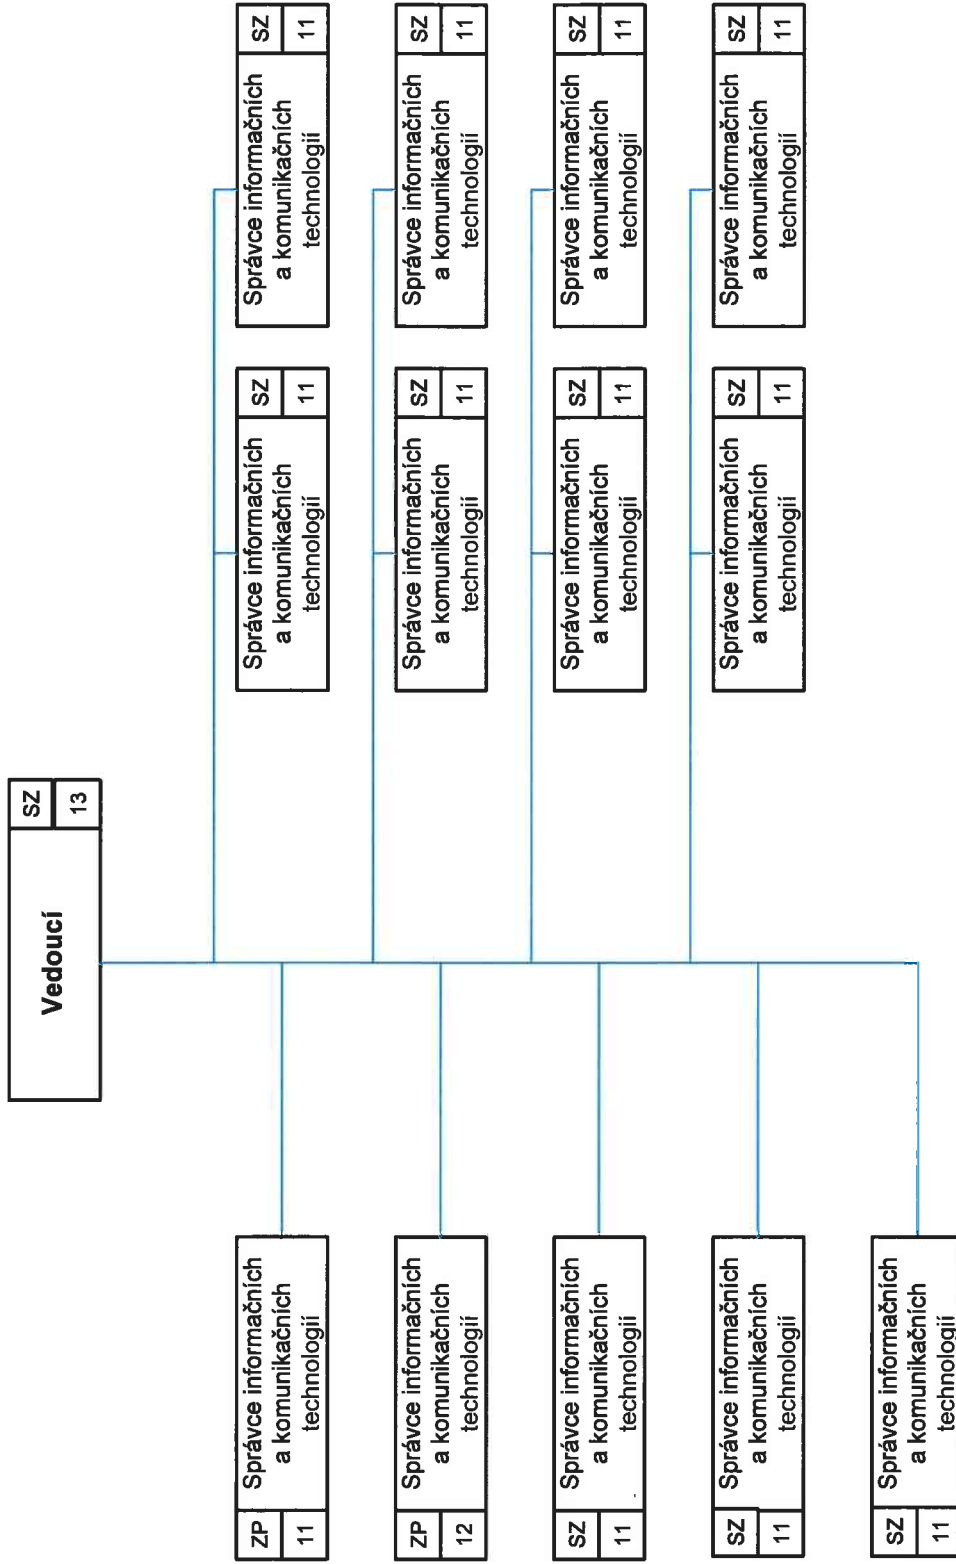 Vedoucí
SZ
13
ZP
11
Správce informačních
a komunikačních
technologií
Správce informačních
a komunikačních
technologií
SZ
11
Správce informačních
a komunikačních
technologií
SZ
11
ZP
12
Správce informačních
a komunikačních
technologií
Správce informačních
a komunikačních
technologií
SZ
11
Správce informačních
a komunikačních
technologií
SZ
11
SZ
11
Správce informačních
a komunikačních
technologií
Správce informačních
a komunikačních
technologií
SZ
11
Správce informačních
a komunikačních
technologií
SZ
11
SZ
11
Správce informačních
a komunikačních
technologií
Správce informačních
a komunikačních
technologií
SZ
11
Správce informačních
a komunikačních
technologií
SZ
11
SZ
11
Správce informačních
a komunikačních
technologií